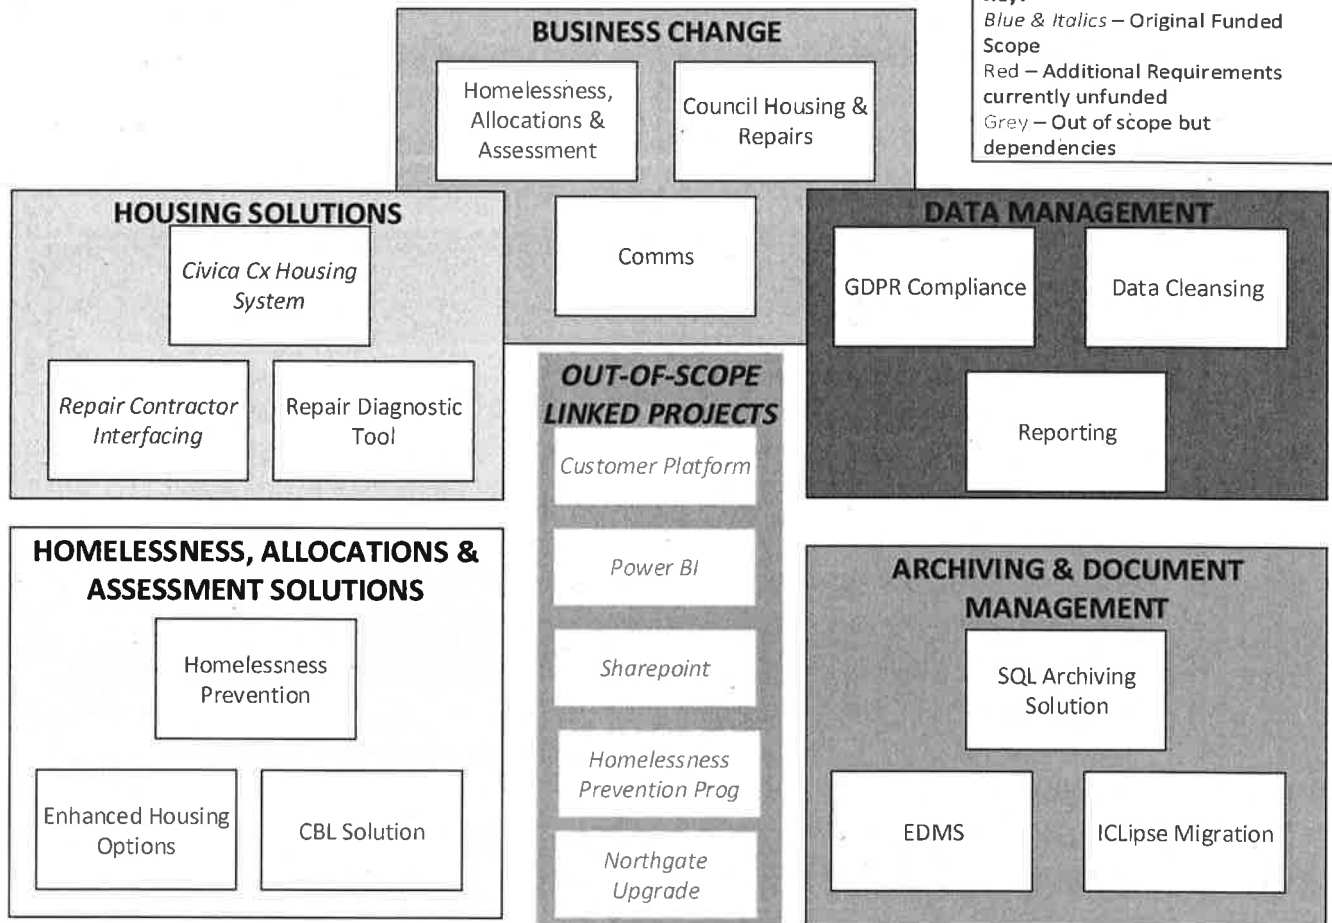 BUSINESS CHANGE
Homelessness,
Allocations &
Assessment
Council Housing &
Repairs
Comms
Key:
Blue & Italics – Original Funded
Scope
Red – Additional Requirements
currently unfunded
Grey – Out of scope but
dependencies
HOUSING SOLUTIONS
Civica Cx Housing
System
Repair Contractor
Interfacing
Repair Diagnostic
Tool
DATA MANAGEMENT
GDPR Compliance
Data Cleansing
Reporting
OUT-OF-SCOPE
LINKED PROJECTS
Customer Platform
Power BI
Sharepoint
Homelessness
Prevention Prog
Northgate
Upgrade
HOMELESSNESS, ALLOCATIONS &
ASSESSMENT SOLUTIONS
Homelessness
Prevention
Enhanced Housing
Options
CBL Solution
ARCHIVING & DOCUMENT
MANAGEMENT
SQL Archiving
Solution
EDMS
ICLipse Migration